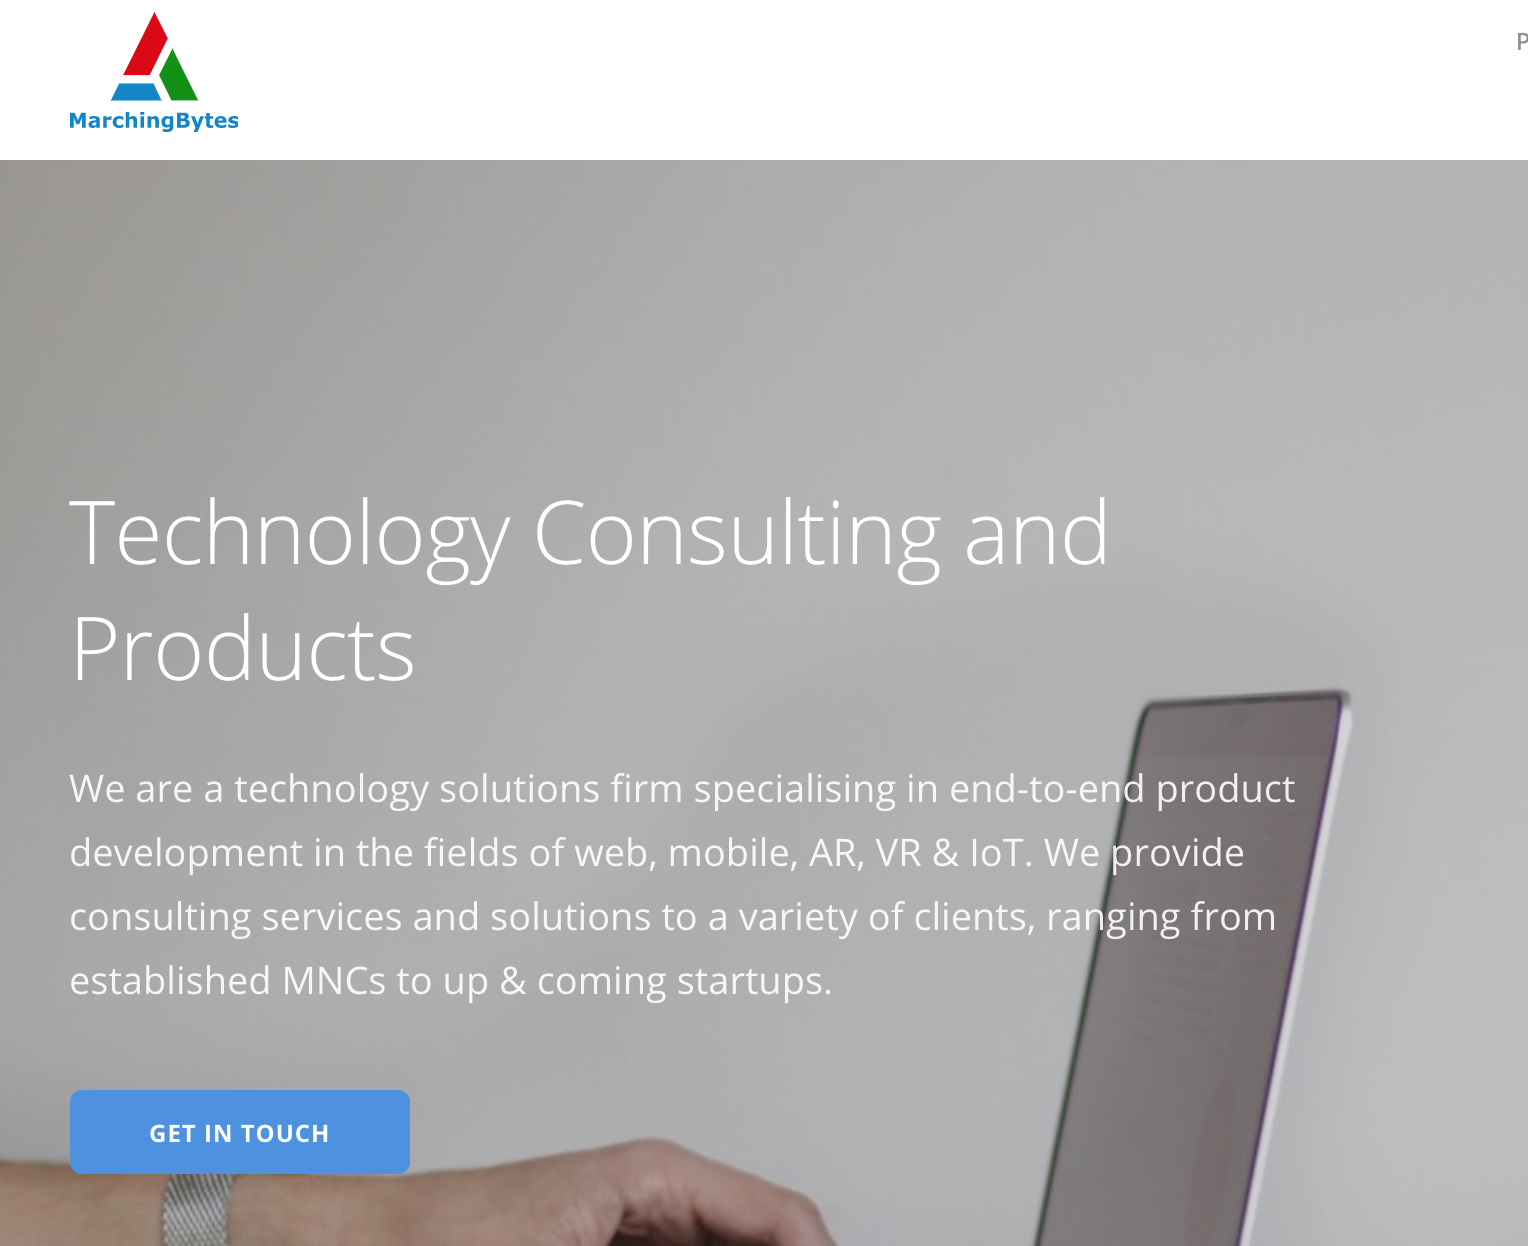 MarchingBytes
Technology Consulting and
Products
We are a technology solutions firm specialising in end-to-end product
development in the fields of web, mobile, AR, VR & IoT. We provide
consulting services and solutions to a variety of clients, ranging from
established MNCs to up & coming startups.
GET IN TOUCH